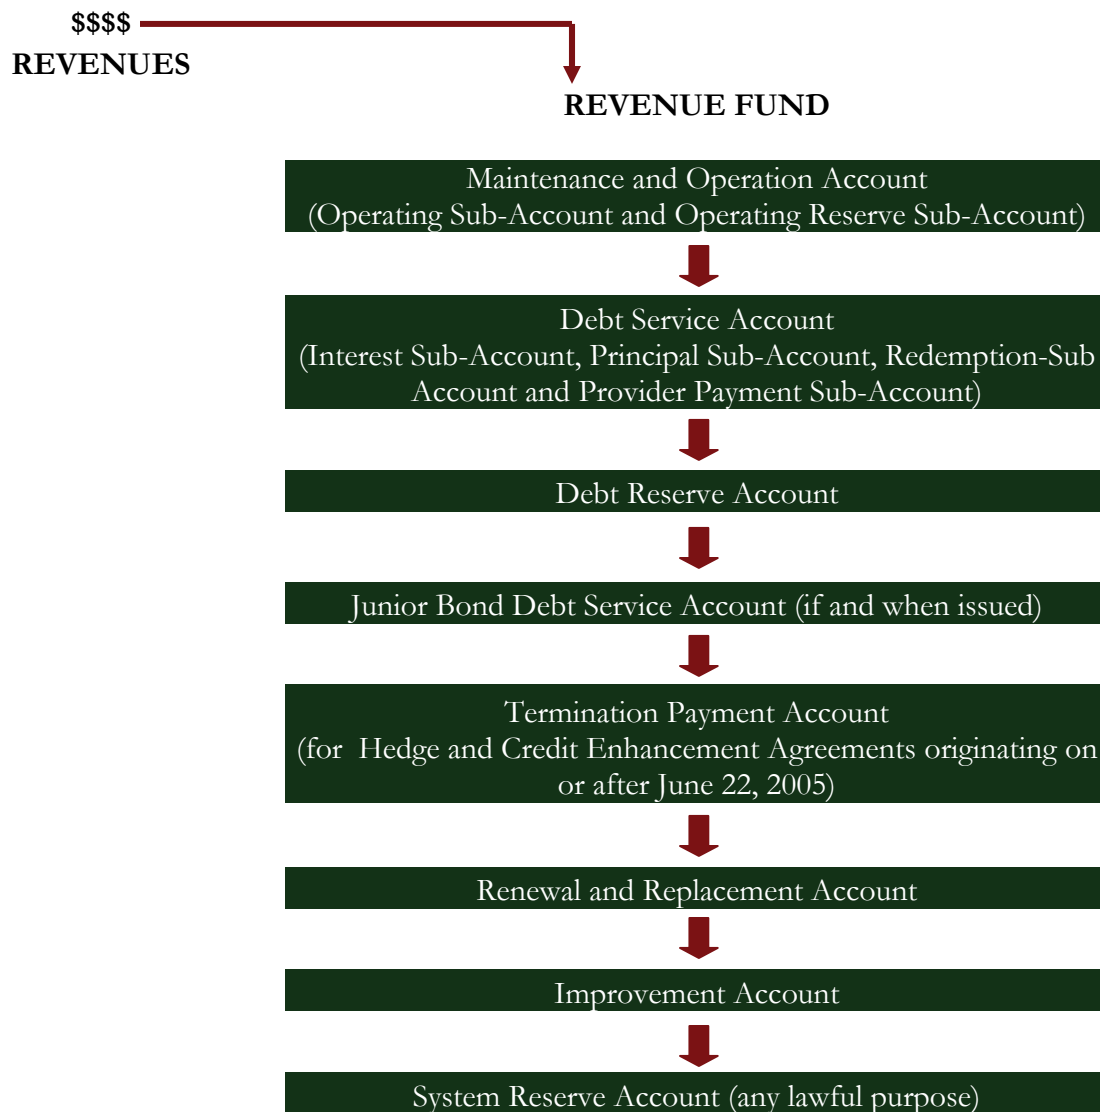 $$$$
REVENUES
REVENUE FUND
Maintenance and Operation Account
(Operating Sub-Account and Operating Reserve Sub-Account)
Debt Service Account
(Interest Sub-Account, Principal Sub-Account, Redemption-Sub
Account and Provider Payment Sub-Account)
Debt Reserve Account
Junior Bond Debt Service Account (if and when issued)
Termination Payment Account
(for  Hedge and Credit Enhancement Agreements originating on
or after June 22, 2005)
Renewal and Replacement Account
Improvement Account
System Reserve Account (any lawful purpose)